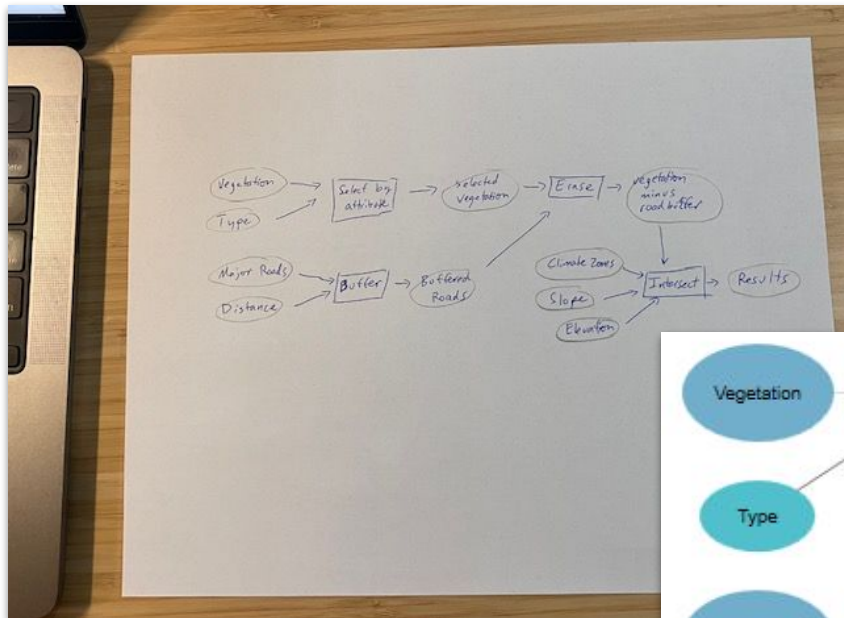 Vegetation
Type
Select by
attribute
selected
vegetation
Erase
vegetation
minus
road buffer
Major Roads
Distance
Buffer
Buffered
Roads
Climate Zones
Slope
Elevation
Intersect
Results
Vegetation
Type